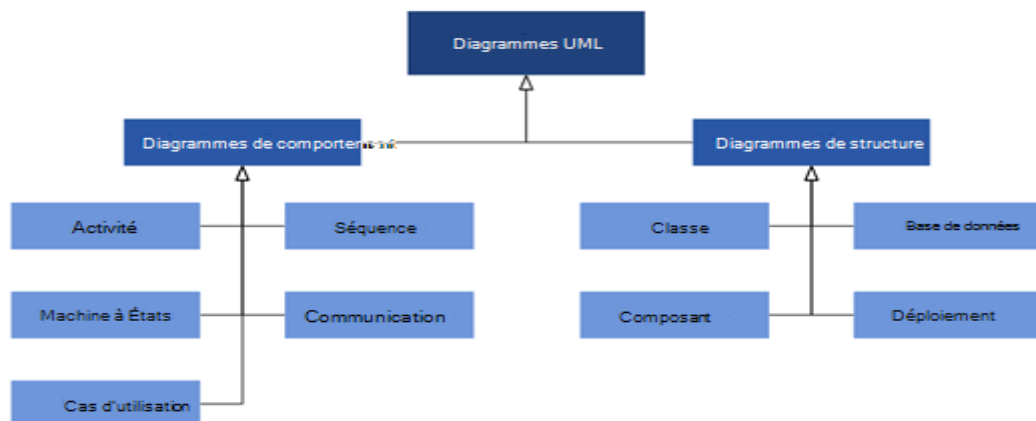 Diagrammes UML
Diagrammes de
Diagrammes de structure
Activité
Séquence
Classe
Base de données
Machine à États
Communication
Composant
Déploiement
Cas d'utilisation